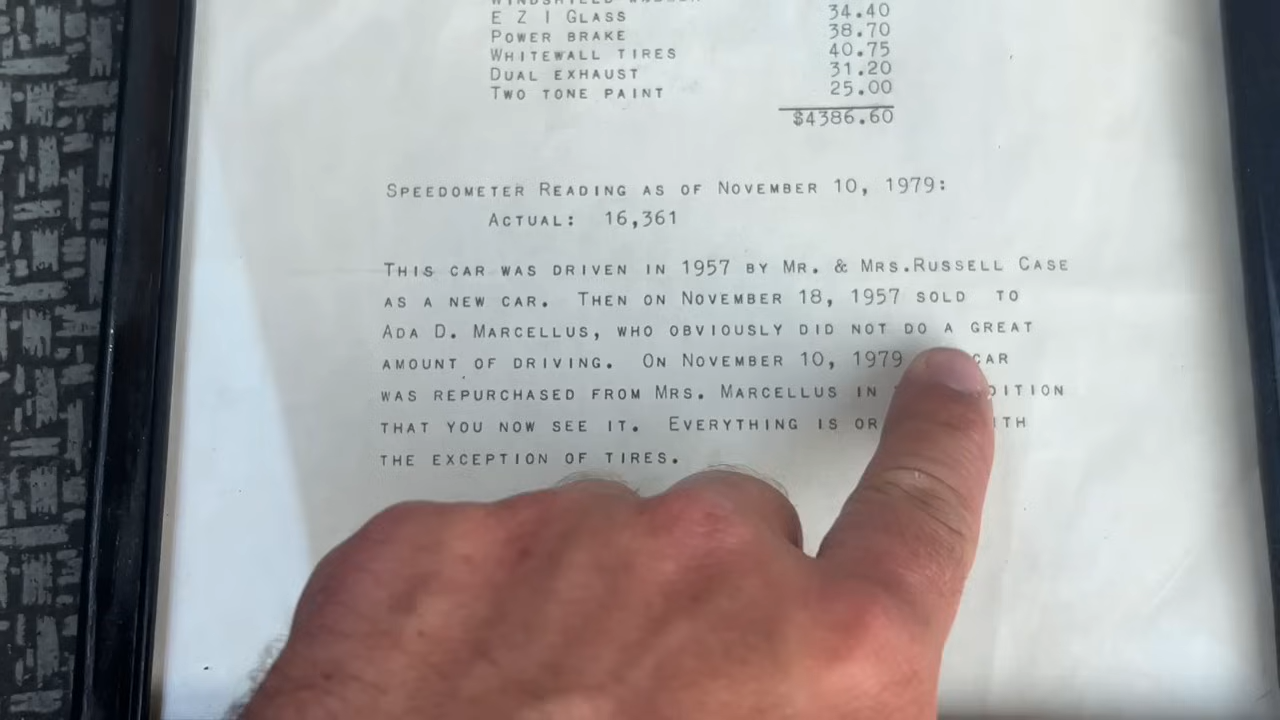 E Z I GLASS 34.40
POWER BRAKE 38.70
WHITEWALL TIRES 40.75
DUAL EXHAUST 31.20
TWO TONE PAINT 25.00
$4386.60
SPEEDOMETER READING AS OF NOVEMBER 10, 1979:
ACTUAL: 16,361
THIS CAR WAS DRIVEN IN 1957 BY MR. & MRS.RUSSELL CASE
AS A NEW CAR. THEN ON NOVEMBER 18, 1957 SOLD TO
ADA D. MARCELLUS, WHO OBVIOUSLY DID NOT DO A GREAT
AMOUNT OF DRIVING. ON NOVEMBER 10, 1979 CAR
WAS REPURCHASED FROM MRS. MARCELLUS IN
THAT YOU NOW SEE IT. EVERYTHING IS
THE EXCEPTION OF TIRES.